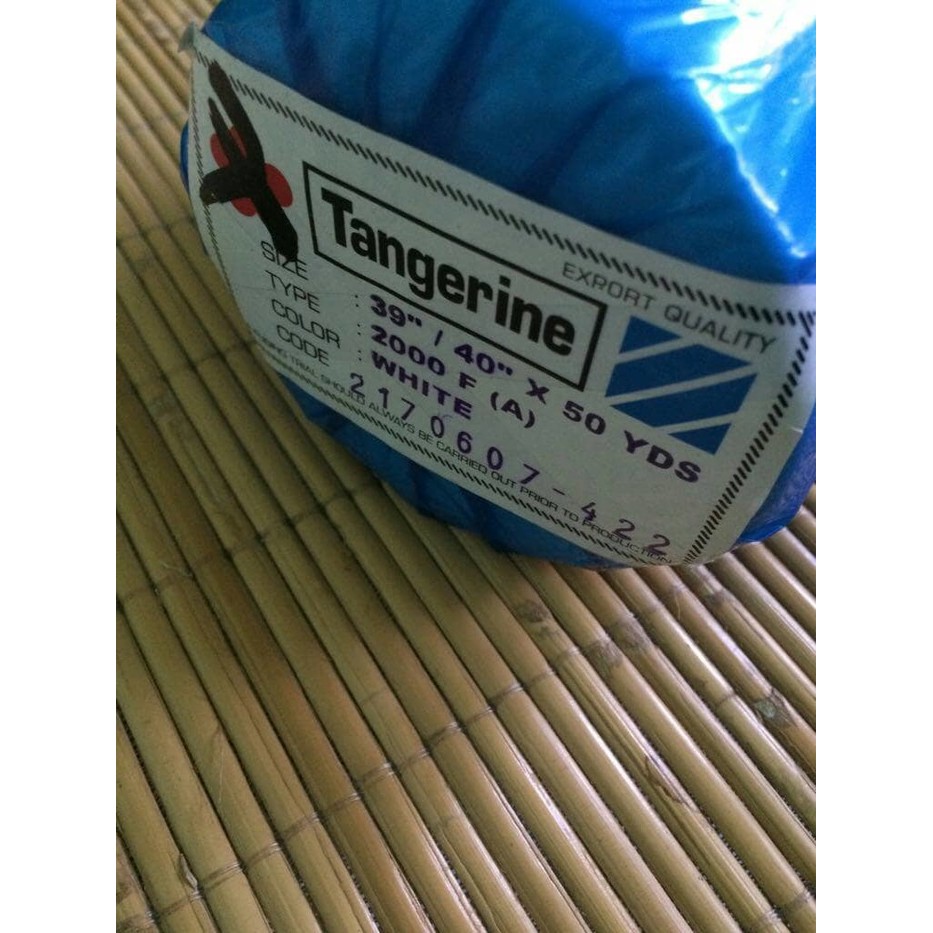 Tangerine
EXPORT QUALITY
SIZE : 39" / 40" X 50 YDS
TYPE : 2000 F (A)
COLOR : WHITE
CODE 2170607-422
TRIAL SHOULD ALWAYS BE CARRIED OUT PRIOR TO PRODUCTION